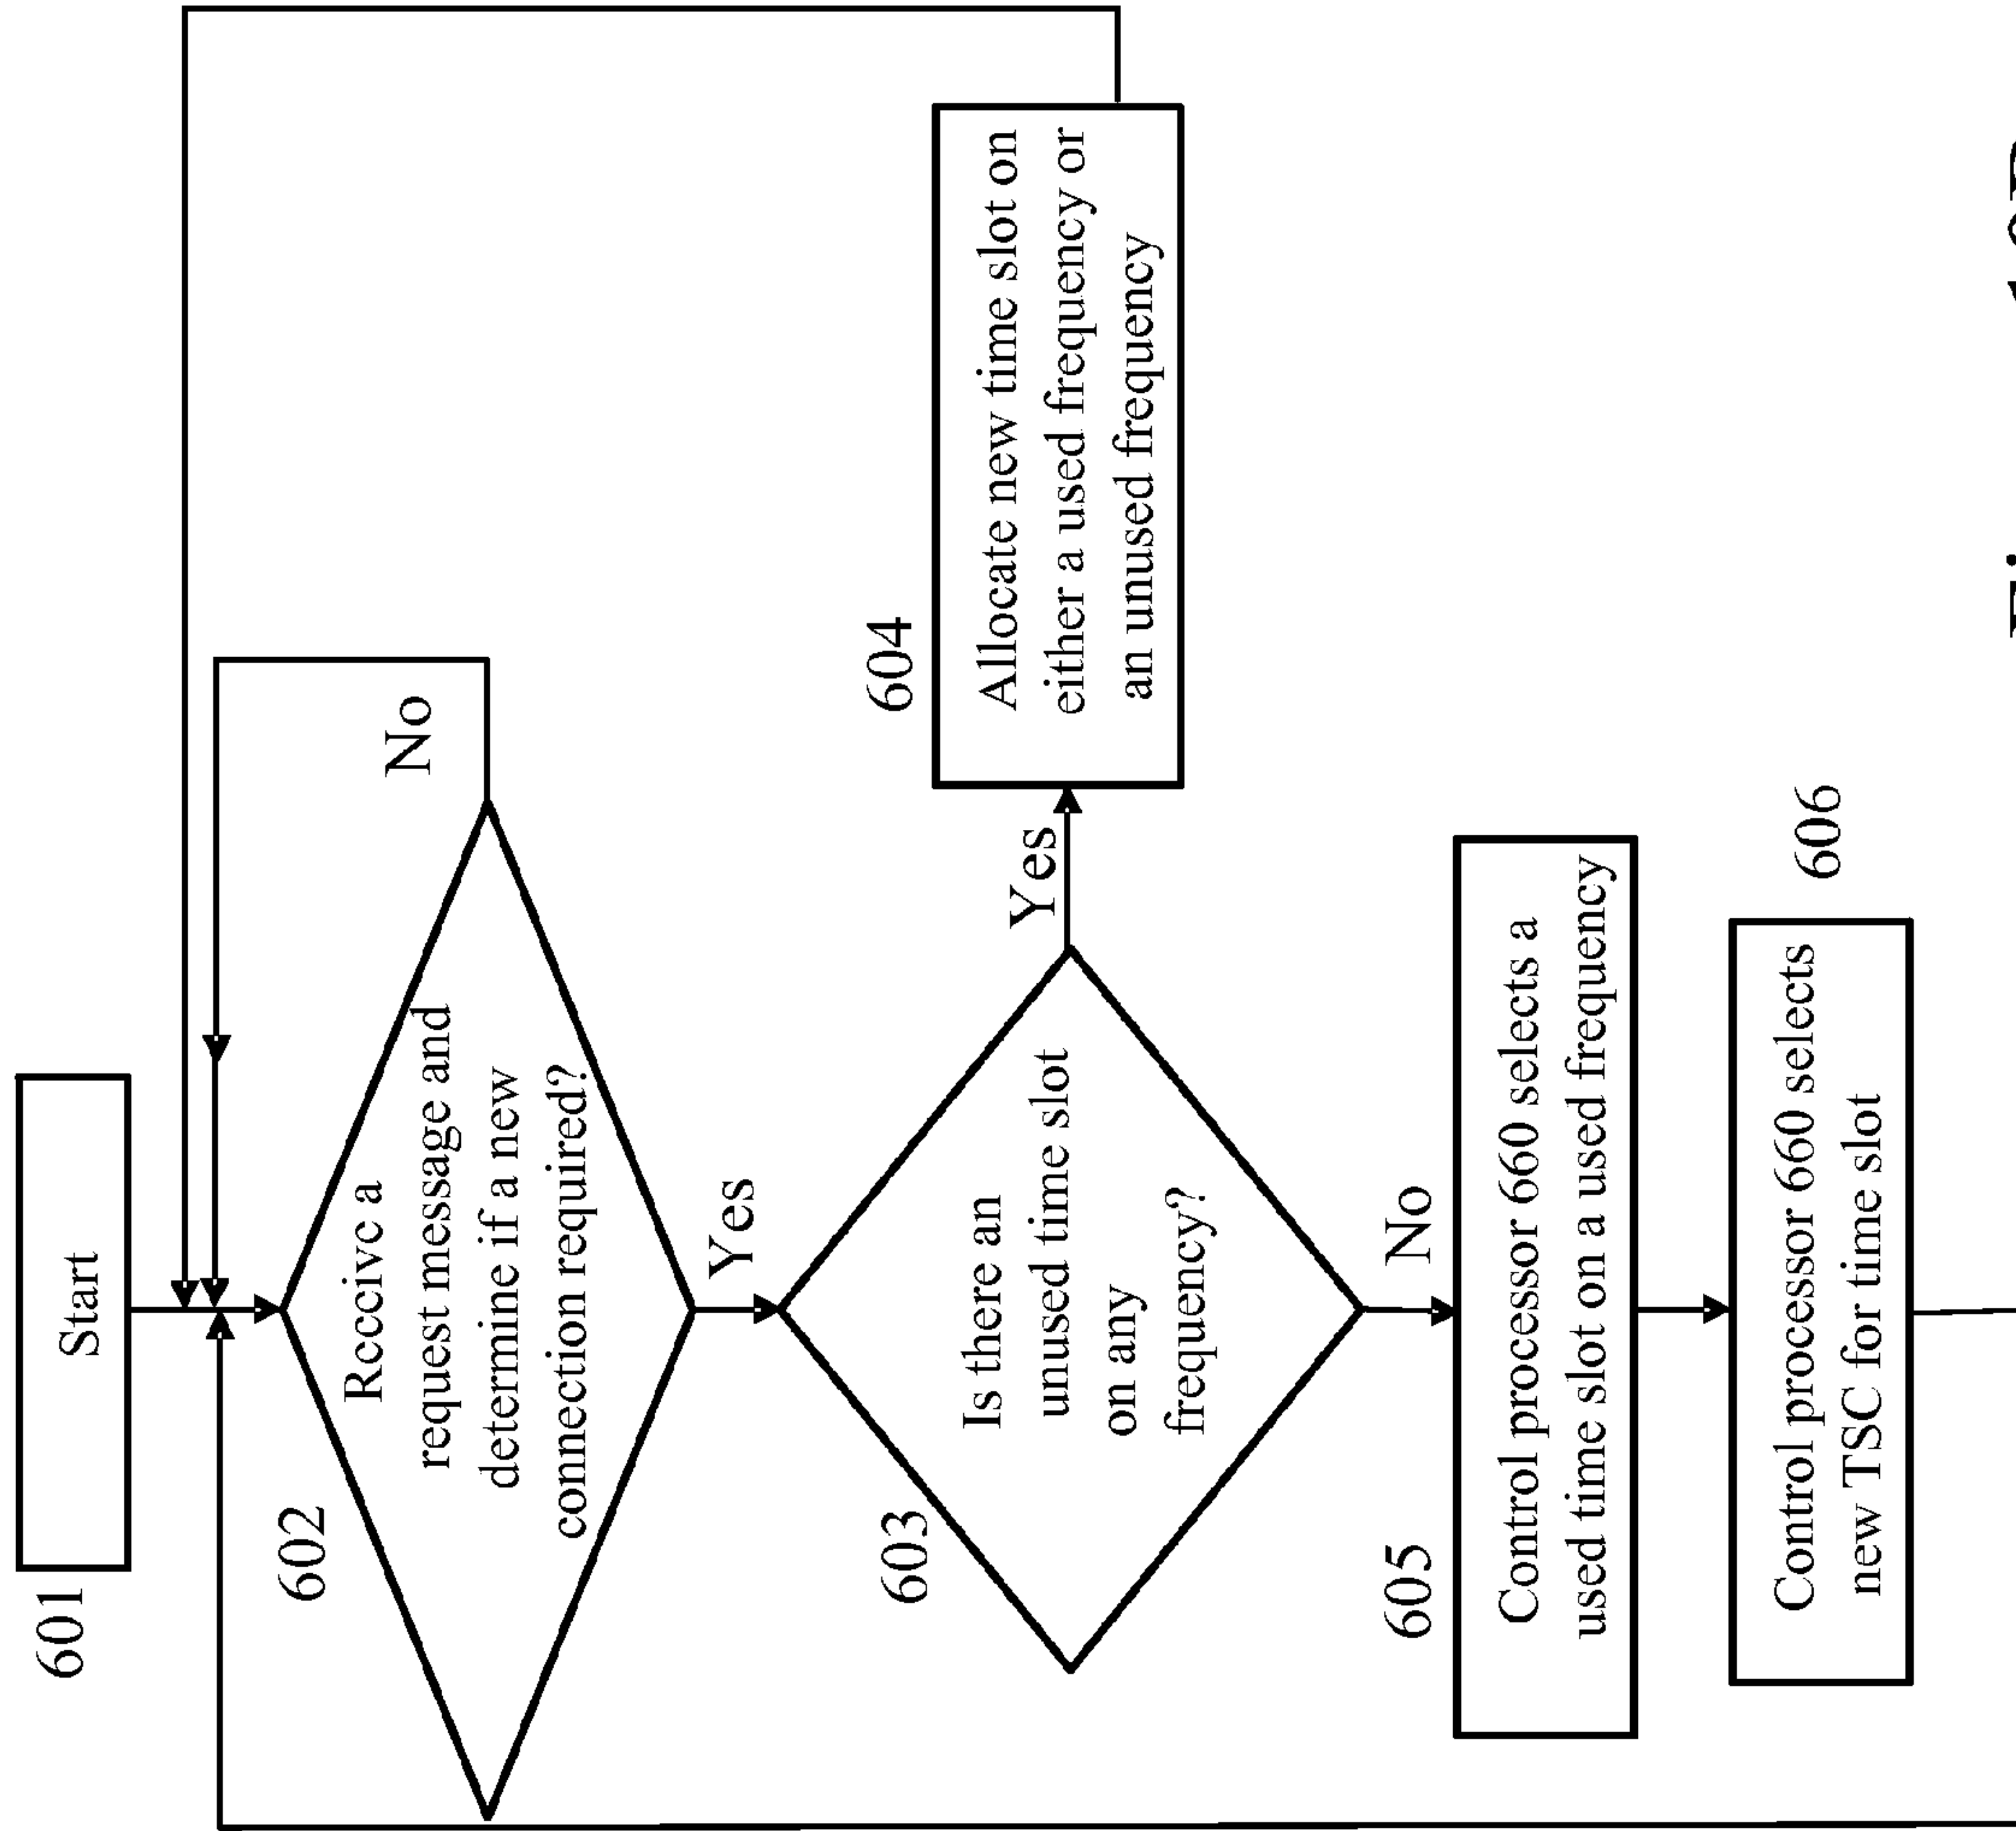 601
Start
602
Receive a
request message and
determine if a new
connection required?
No
Yes
603
Is there an
unused time slot
on any
frequency?
Yes
604
Allocate new time slot on
either a used frequency or
an unused frequency
No
605
Control processor 660 selects a
used time slot on a used frequency
606
Control processor 660 selects
new TSC for time slot